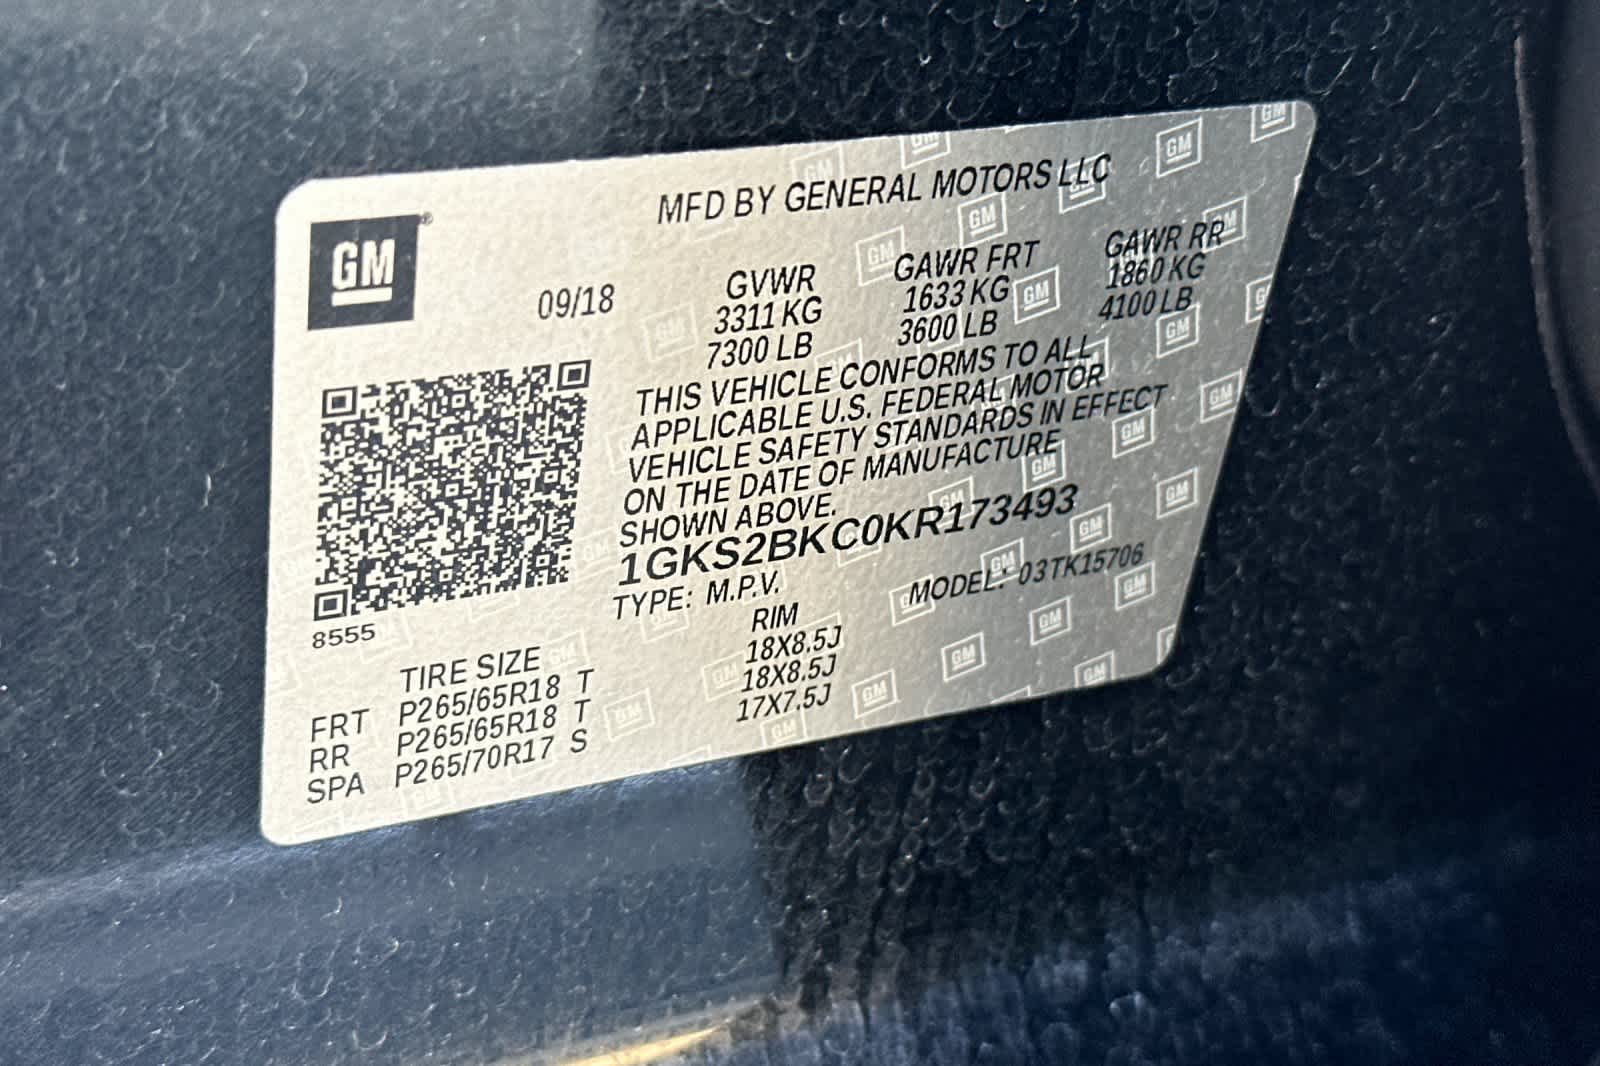 MFD BY GENERAL MOTORS LLC
GM®
09/18
GVWR GAWR FRT GAWR RR
3311 KG 1633 KG 1860 KG
7300 LB 3600 LB 4100 LB
THIS VEHICLE CONFORMS TO ALL
APPLICABLE U.S. FEDERAL MOTOR
VEHICLE SAFETY STANDARDS IN EFFECT
ON THE DATE OF MANUFACTURE
SHOWN ABOVE.
1GKS2BKC0KR173493
TYPE: M.P.V. MODEL: 03TK15706
8555
TIRE SIZE RIM
FRT P265/65R18 T 18X8.5J
RR P265/65R18 T 18X8.5J
SPA P265/70R17 S 17X7.5J